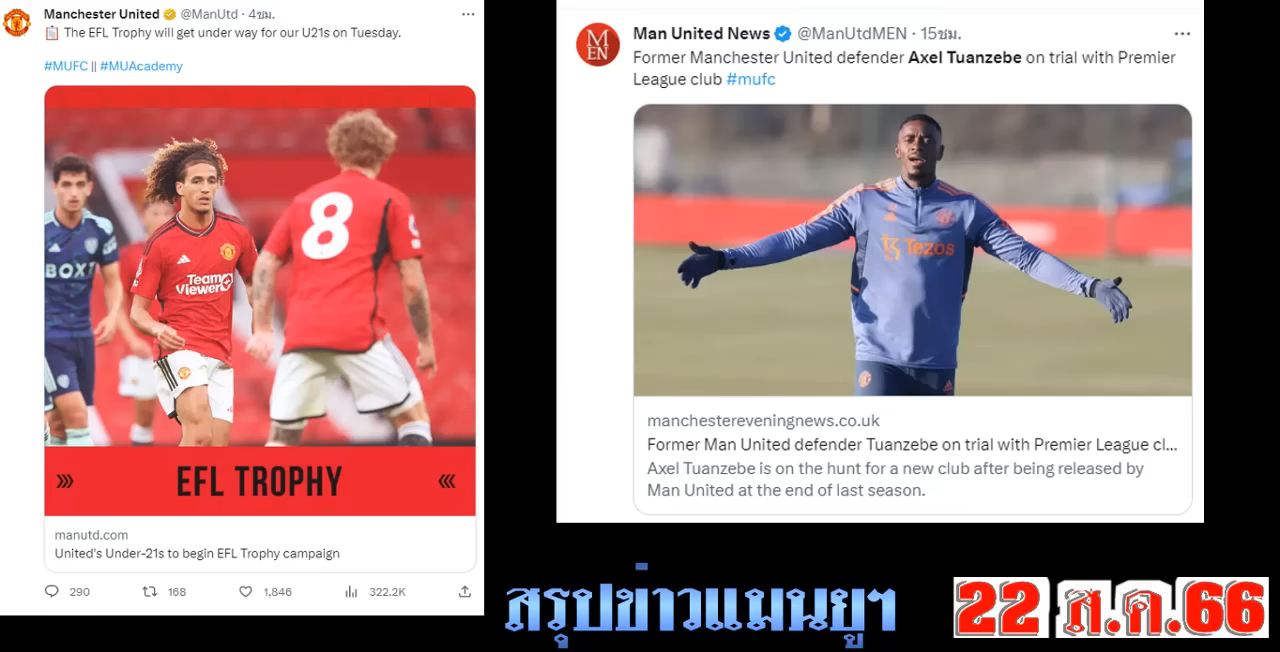 Manchester United @ManUtd · 4ชม.
📋 The EFL Trophy will get under way for our U21s on Tuesday.
#MUFC || #MUAcademy
BOXT
TeamViewer
8
EFL TROPHY
manutd.com
United's Under-21s to begin EFL Trophy campaign
290 168 1,846 322.2K
M
EN
Man United News @ManUtdMEN · 15ชม.
Former Manchester United defender Axel Tuanzebe on trial with Premier
League club #mufc
Tezos
manchestereveningnews.co.uk
Former Man United defender Tuanzebe on trial with Premier League cl...
Axel Tuanzebe is on the hunt for a new club after being released by
Man United at the end of last season.
สรุปข่าวแมนยูฯ
22 ส.ค.66